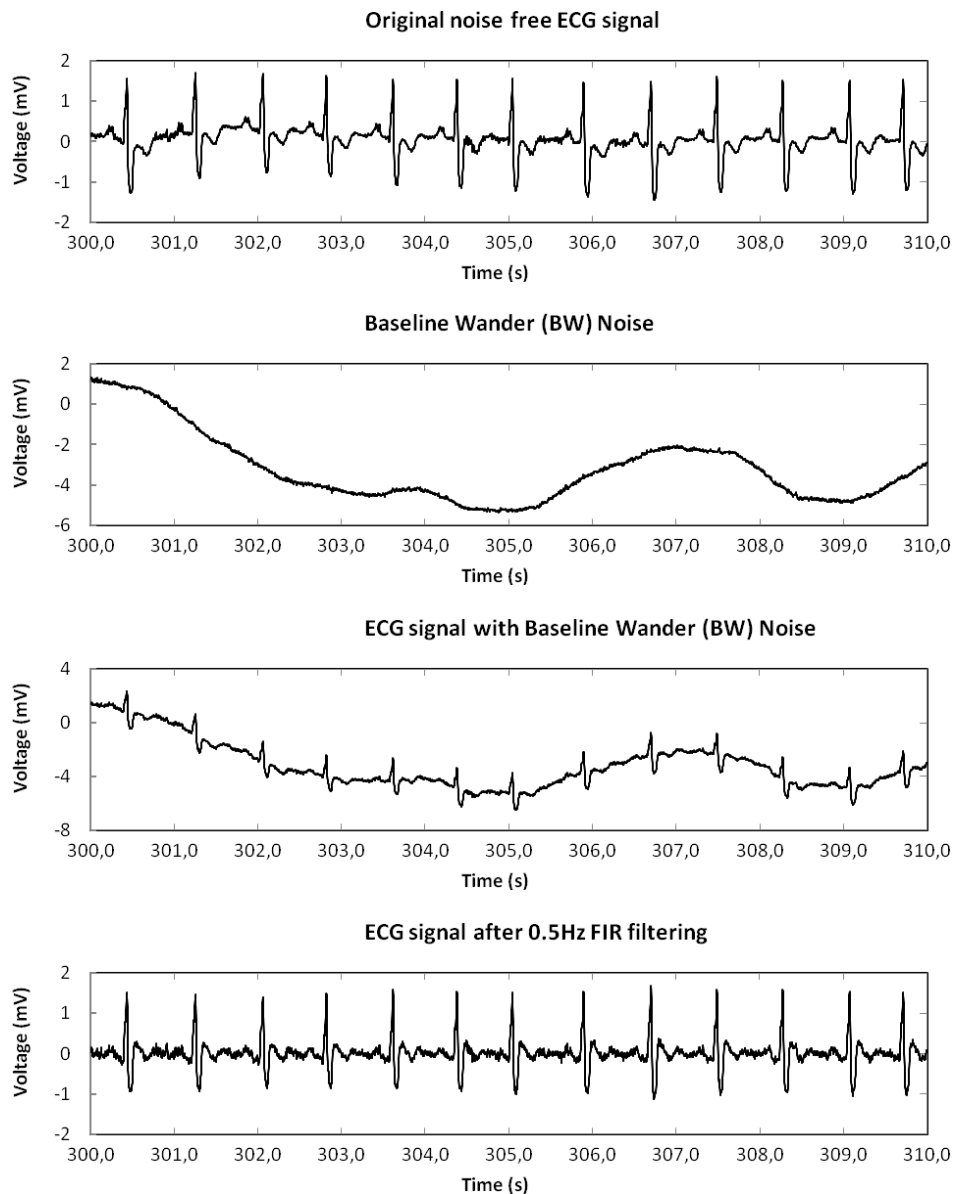 Original noise free ECG signal
Voltage (mV)
2
1
0
-1
-2
300,0 301,0 302,0 303,0 304,0 305,0 306,0 307,0 308,0 309,0 310,0
Time (s)
Baseline Wander (BW) Noise
Voltage (mV)
2
0
-2
-4
-6
300,0 301,0 302,0 303,0 304,0 305,0 306,0 307,0 308,0 309,0 310,0
Time (s)
ECG signal with Baseline Wander (BW) Noise
Voltage (mV)
4
0
-4
-8
300,0 301,0 302,0 303,0 304,0 305,0 306,0 307,0 308,0 309,0 310,0
Time (s)
ECG signal after 0.5Hz FIR filtering
Voltage (mV)
2
1
0
-1
-2
300,0 301,0 302,0 303,0 304,0 305,0 306,0 307,0 308,0 309,0 310,0
Time (s)